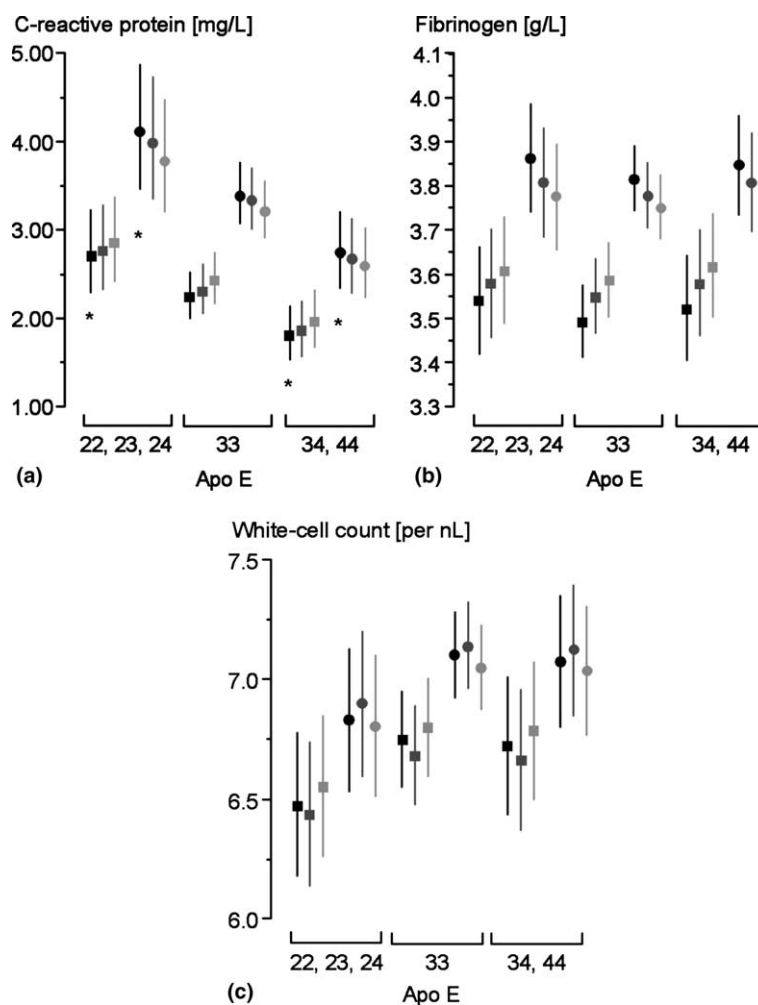 C-reactive protein [mg/L]
5.00
4.00
3.00
2.00
1.00
*
*
*
*
22, 23, 24
33
34, 44
(a)
Apo E
Fibrinogen [g/L]
4.1
4.0
3.9
3.8
3.7
3.6
3.5
3.4
3.3
22, 23, 24
33
34, 44
(b)
Apo E
White-cell count [per nL]
7.5
7.0
6.5
6.0
22, 23, 24
33
34, 44
(c)
Apo E